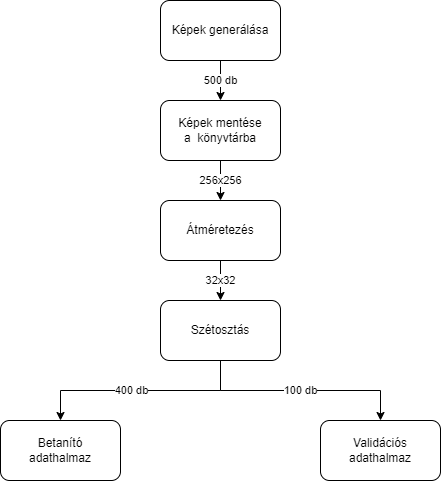 Képek generálása
500 db
Képek mentése
a könyvtárba
256x256
Átméretezés
32x32
Szétosztás
400 db
100 db
Betanító
adathalmaz
Validációs
adathalmaz